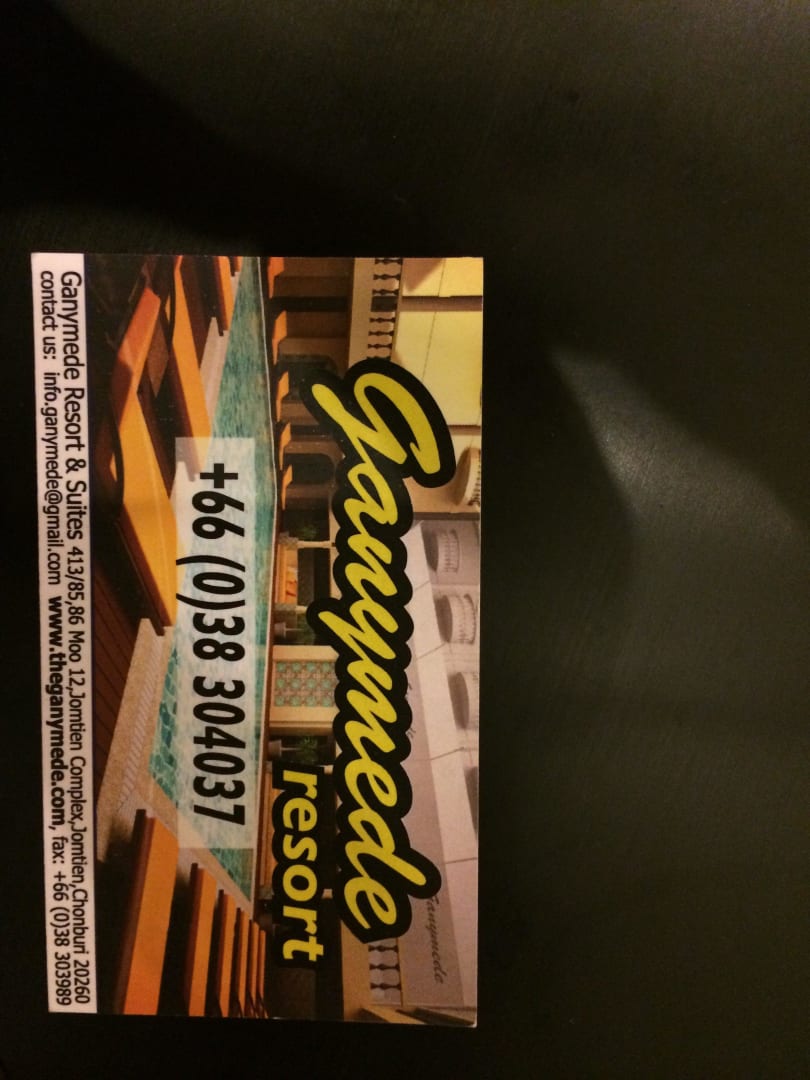 Ganymede
resort
+66 (0)38 304037
Ganymede Resort & Suites 413/85,86 Moo 12,Jomtien Complex,Jomtien,Chonburi 20260
contact us: info.ganymede@gmail.com www.theganymede.com, fax: +66 (0)38 303989
Ganymede